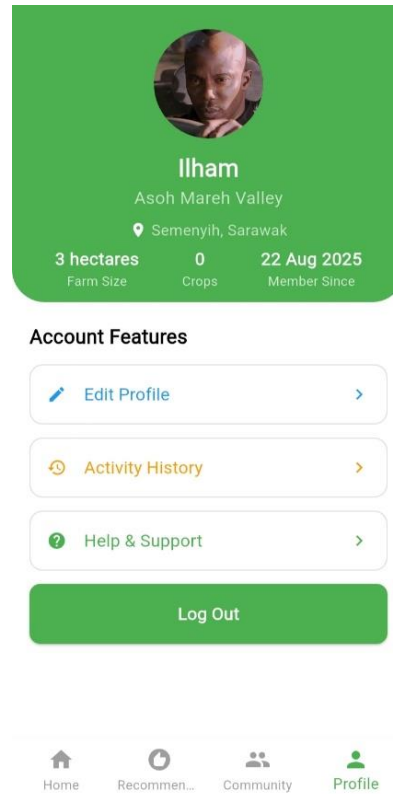 Ilham
Asoh Mareh Valley
Semenyih, Sarawak
3 hectares 0 22 Aug 2025
Farm Size Crops Member Since
Account Features
Edit Profile
Activity History
Help & Support
Log Out
Home Recommen... Community Profile